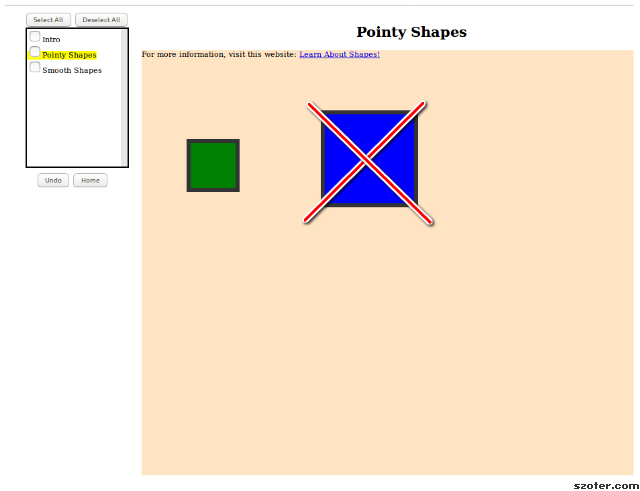 Select All Deselect All
Intro
Pointy Shapes
Smooth Shapes
Undo Home
Pointy Shapes
For more information, visit this website: Learn About Shapes!
szoter.com